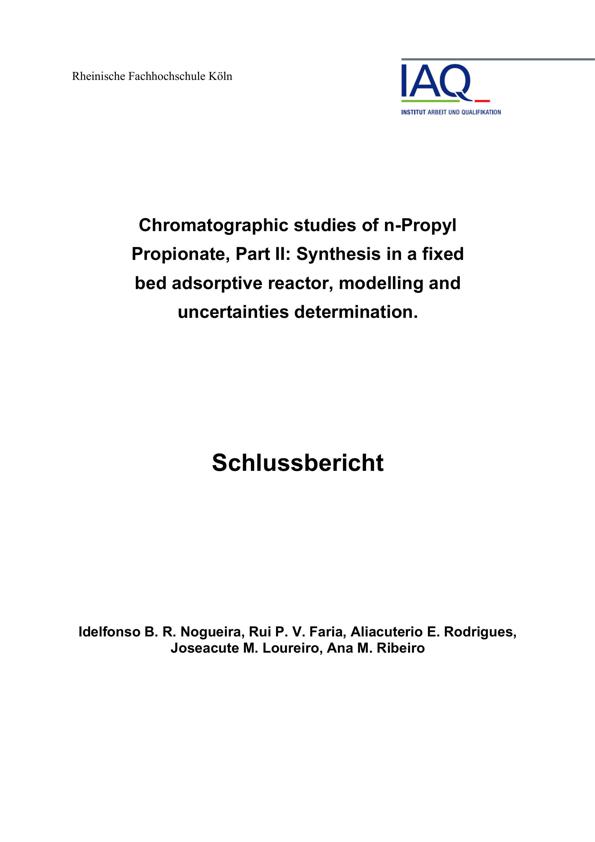 Rheinische Fachhochschule Köln
IAQ
INSTITUT ARBEIT UND QUALIFIKATION
Chromatographic studies of n-Propyl
Propionate, Part II: Synthesis in a fixed
bed adsorptive reactor, modelling and
uncertainties determination.
Schlussbericht
Idelfonso B. R. Nogueira, Rui P. V. Faria, Aliacuterio E. Rodrigues,
Joseacute M. Loureiro, Ana M. Ribeiro